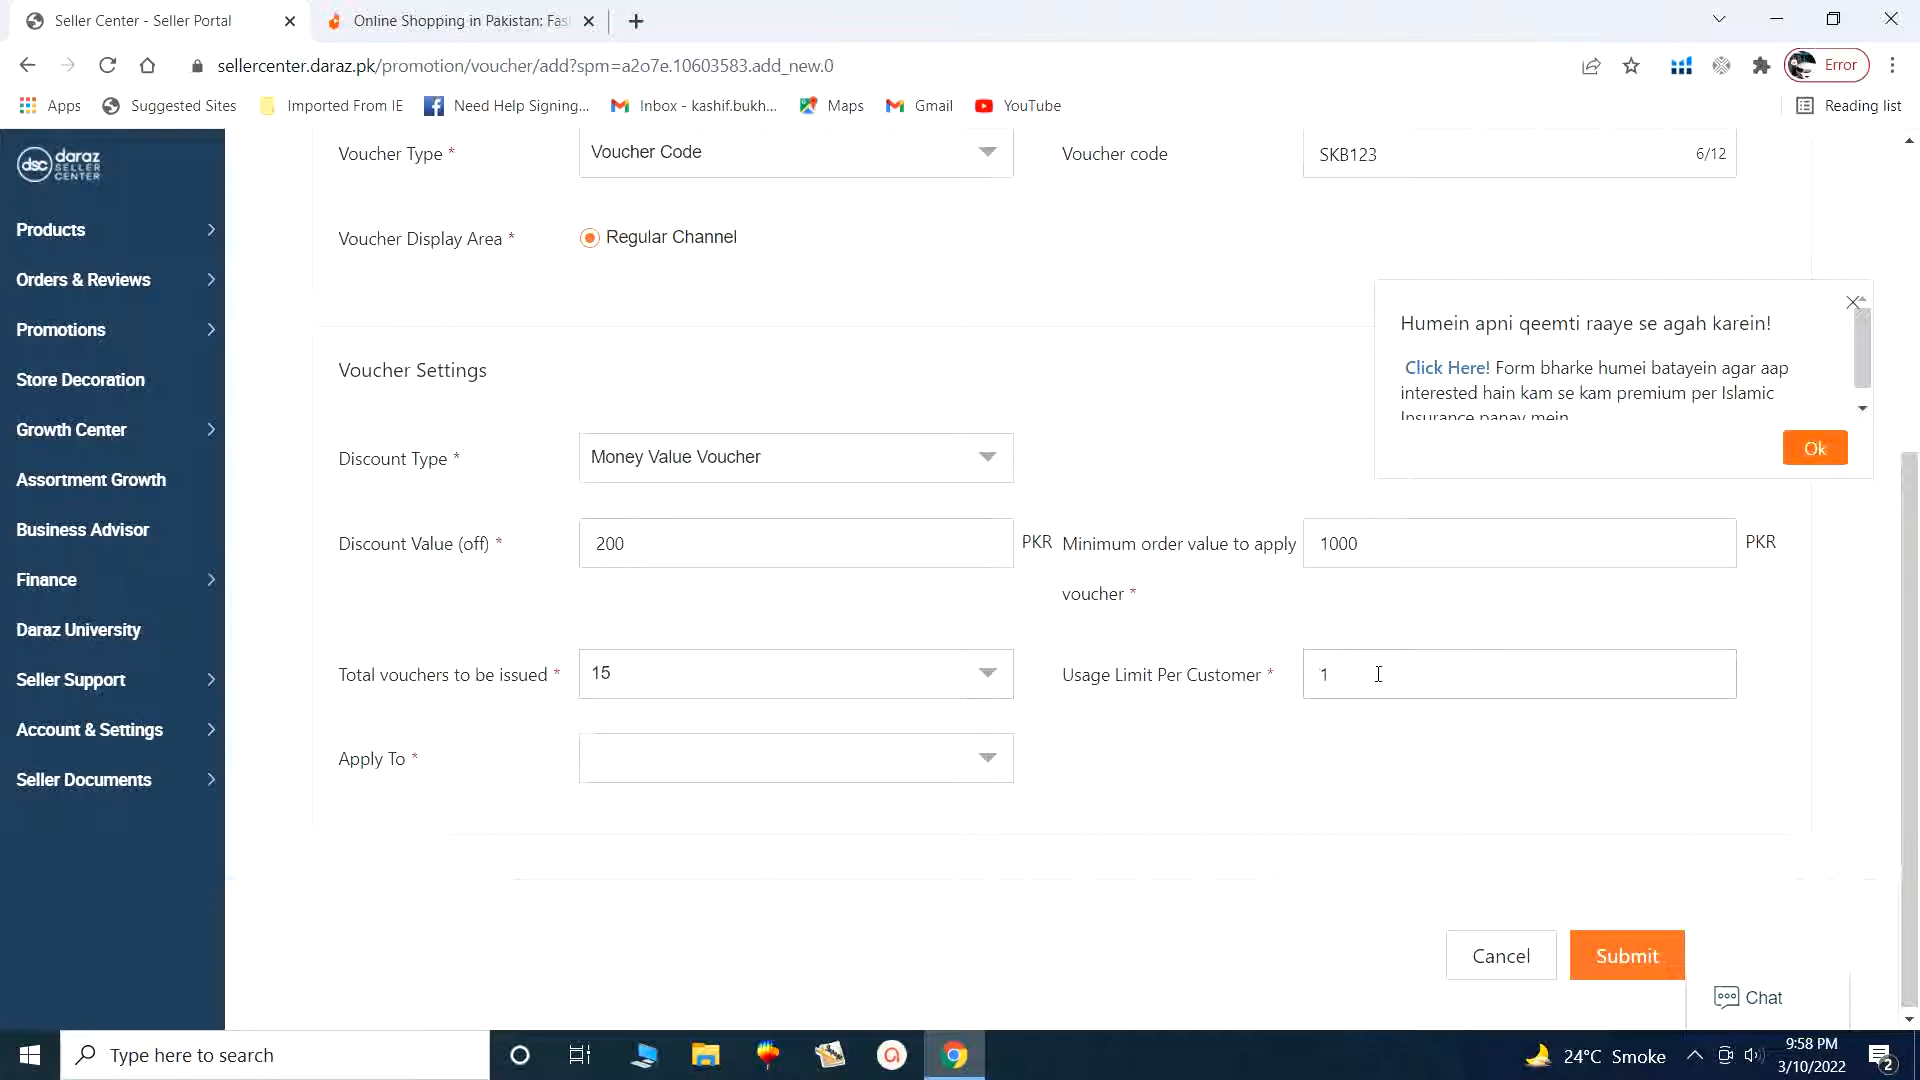 Seller Center - Seller Portal
Online Shopping in Pakistan: Fas
sellercenter.daraz.pk/promotion/voucher/add?spm=a2o7e.10603583.add_new.0
Error
Apps
Suggested Sites
Imported From IE
Need Help Signing...
Inbox - kashif.bukh...
Maps
Gmail
YouTube
Reading list
dsc daraz
SELLER
CENTER
Products
Orders & Reviews
Promotions
Store Decoration
Growth Center
Assortment Growth
Business Advisor
Finance
Daraz University
Seller Support
Account & Settings
Seller Documents
Voucher Type *
Voucher Code
Voucher code
SKB123
6/12
Voucher Display Area *
Regular Channel
Humein apni qeemti raaye se agah karein!
Click Here! Form bharke humei batayein agar aap
interested hain kam se kam premium per Islamic
Insurance panay mein
Ok
Voucher Settings
Discount Type *
Money Value Voucher
Discount Value (off) *
200
PKR
Minimum order value to apply
voucher *
1000
PKR
Total vouchers to be issued *
15
Usage Limit Per Customer *
1
Apply To *
Cancel
Submit
Chat
Type here to search
24°C Smoke
9:58 PM
3/10/2022
2